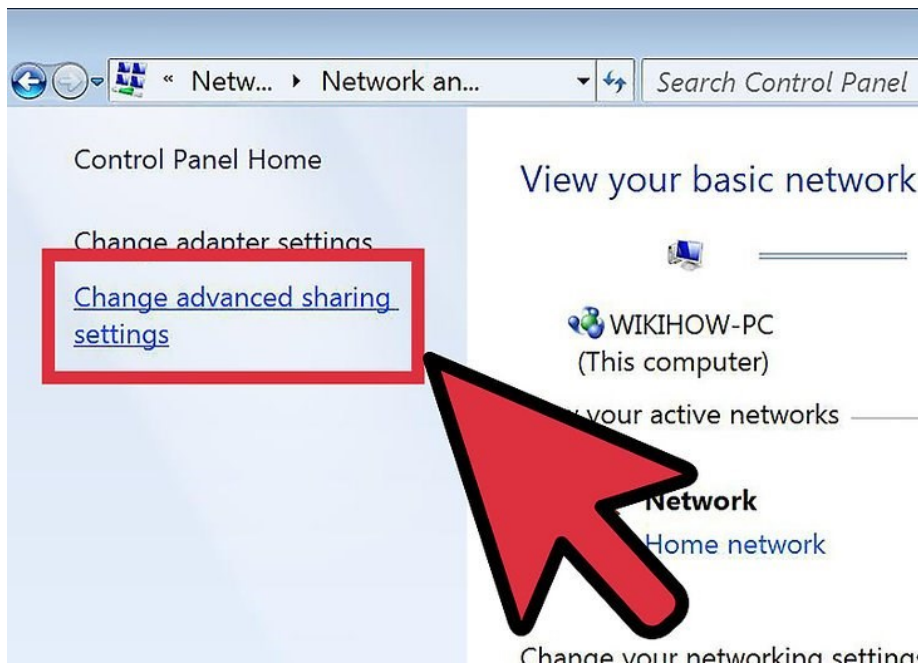 « Netw... ▸ Network an...
Search Control Panel
Control Panel Home
Change adapter settings
Change advanced sharing
settings
View your basic network
WIKIHOW-PC
(This computer)
your active networks
Network
Home network
Change your networking settings